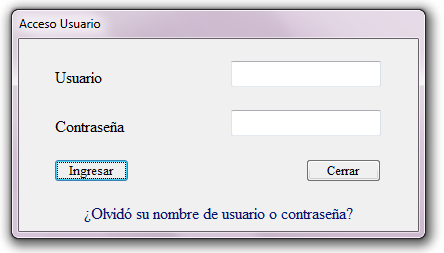 Acceso Usuario
Usuario
Contraseña
Ingresar
Cerrar
¿Olvidó su nombre de usuario o contraseña?